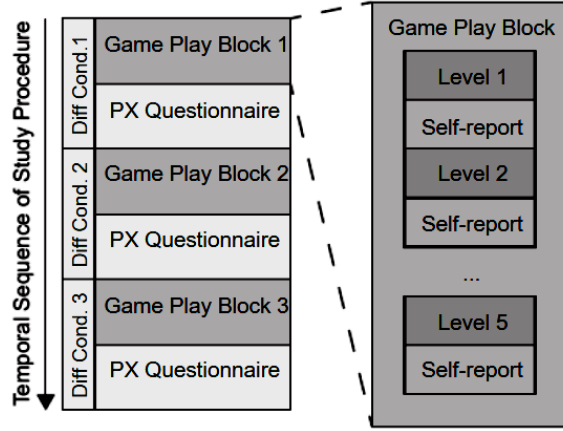 Temporal Sequence of Study Procedure
Diff Cond.1
Game Play Block 1
PX Questionnaire
Diff Cond. 2
Game Play Block 2
PX Questionnaire
Diff Cond. 3
Game Play Block 3
PX Questionnaire
Game Play Block
Level 1
Self-report
Level 2
Self-report
...
Level 5
Self-report